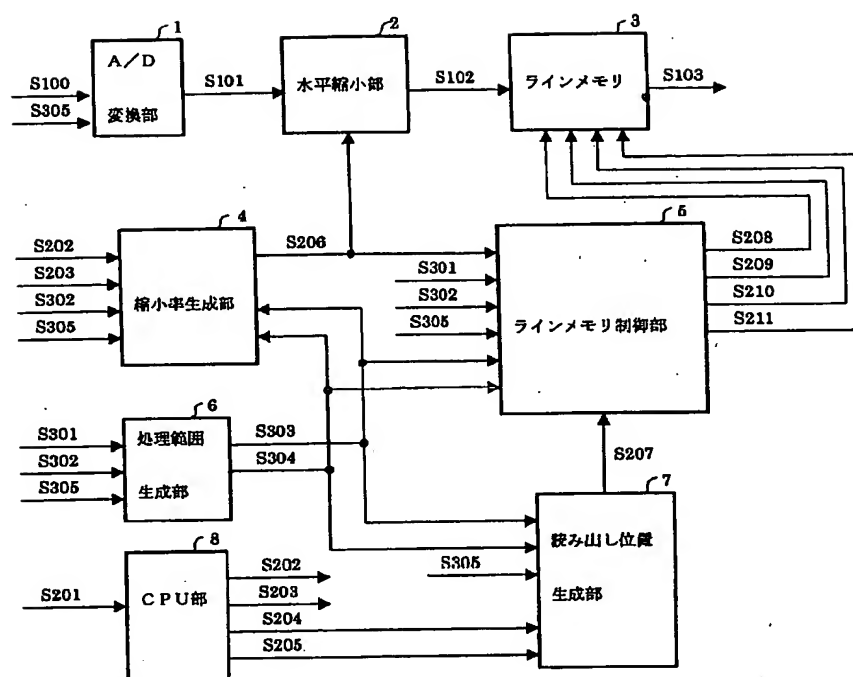 1
A/D
変換部
S100
S305
S101
2
水平縮小部
S102
3
ラインメモリ
S103
4
縮小率生成部
S202
S203
S302
S305
S206
5
ラインメモリ制御部
S301
S302
S305
S208
S209
S210
S211
6
処理範囲
生成部
S301
S302
S305
S303
S304
S207
7
読み出し位置
生成部
S305
8
CPU部
S201
S202
S203
S204
S205